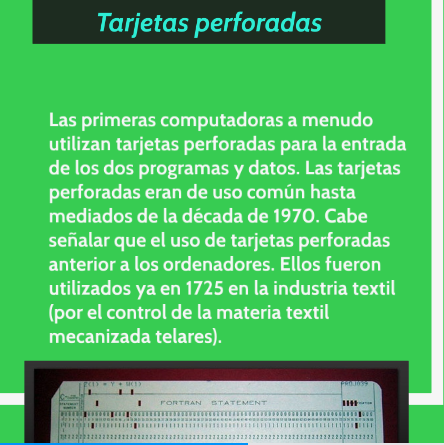 Tarjetas perforadas
Las primeras computadoras a menudo
utilizan tarjetas perforadas para la entrada
de los dos programas y datos. Las tarjetas
perforadas eran de uso común hasta
mediados de la década de 1970. Cabe
señalar que el uso de tarjetas perforadas
anterior a los ordenadores. Ellos fueron
utilizados ya en 1725 en la industria textil
(por el control de la materia textil
mecanizada telares).
Z(1) = Y + W(1)
PROJ039
FORTRAN STATEMENT